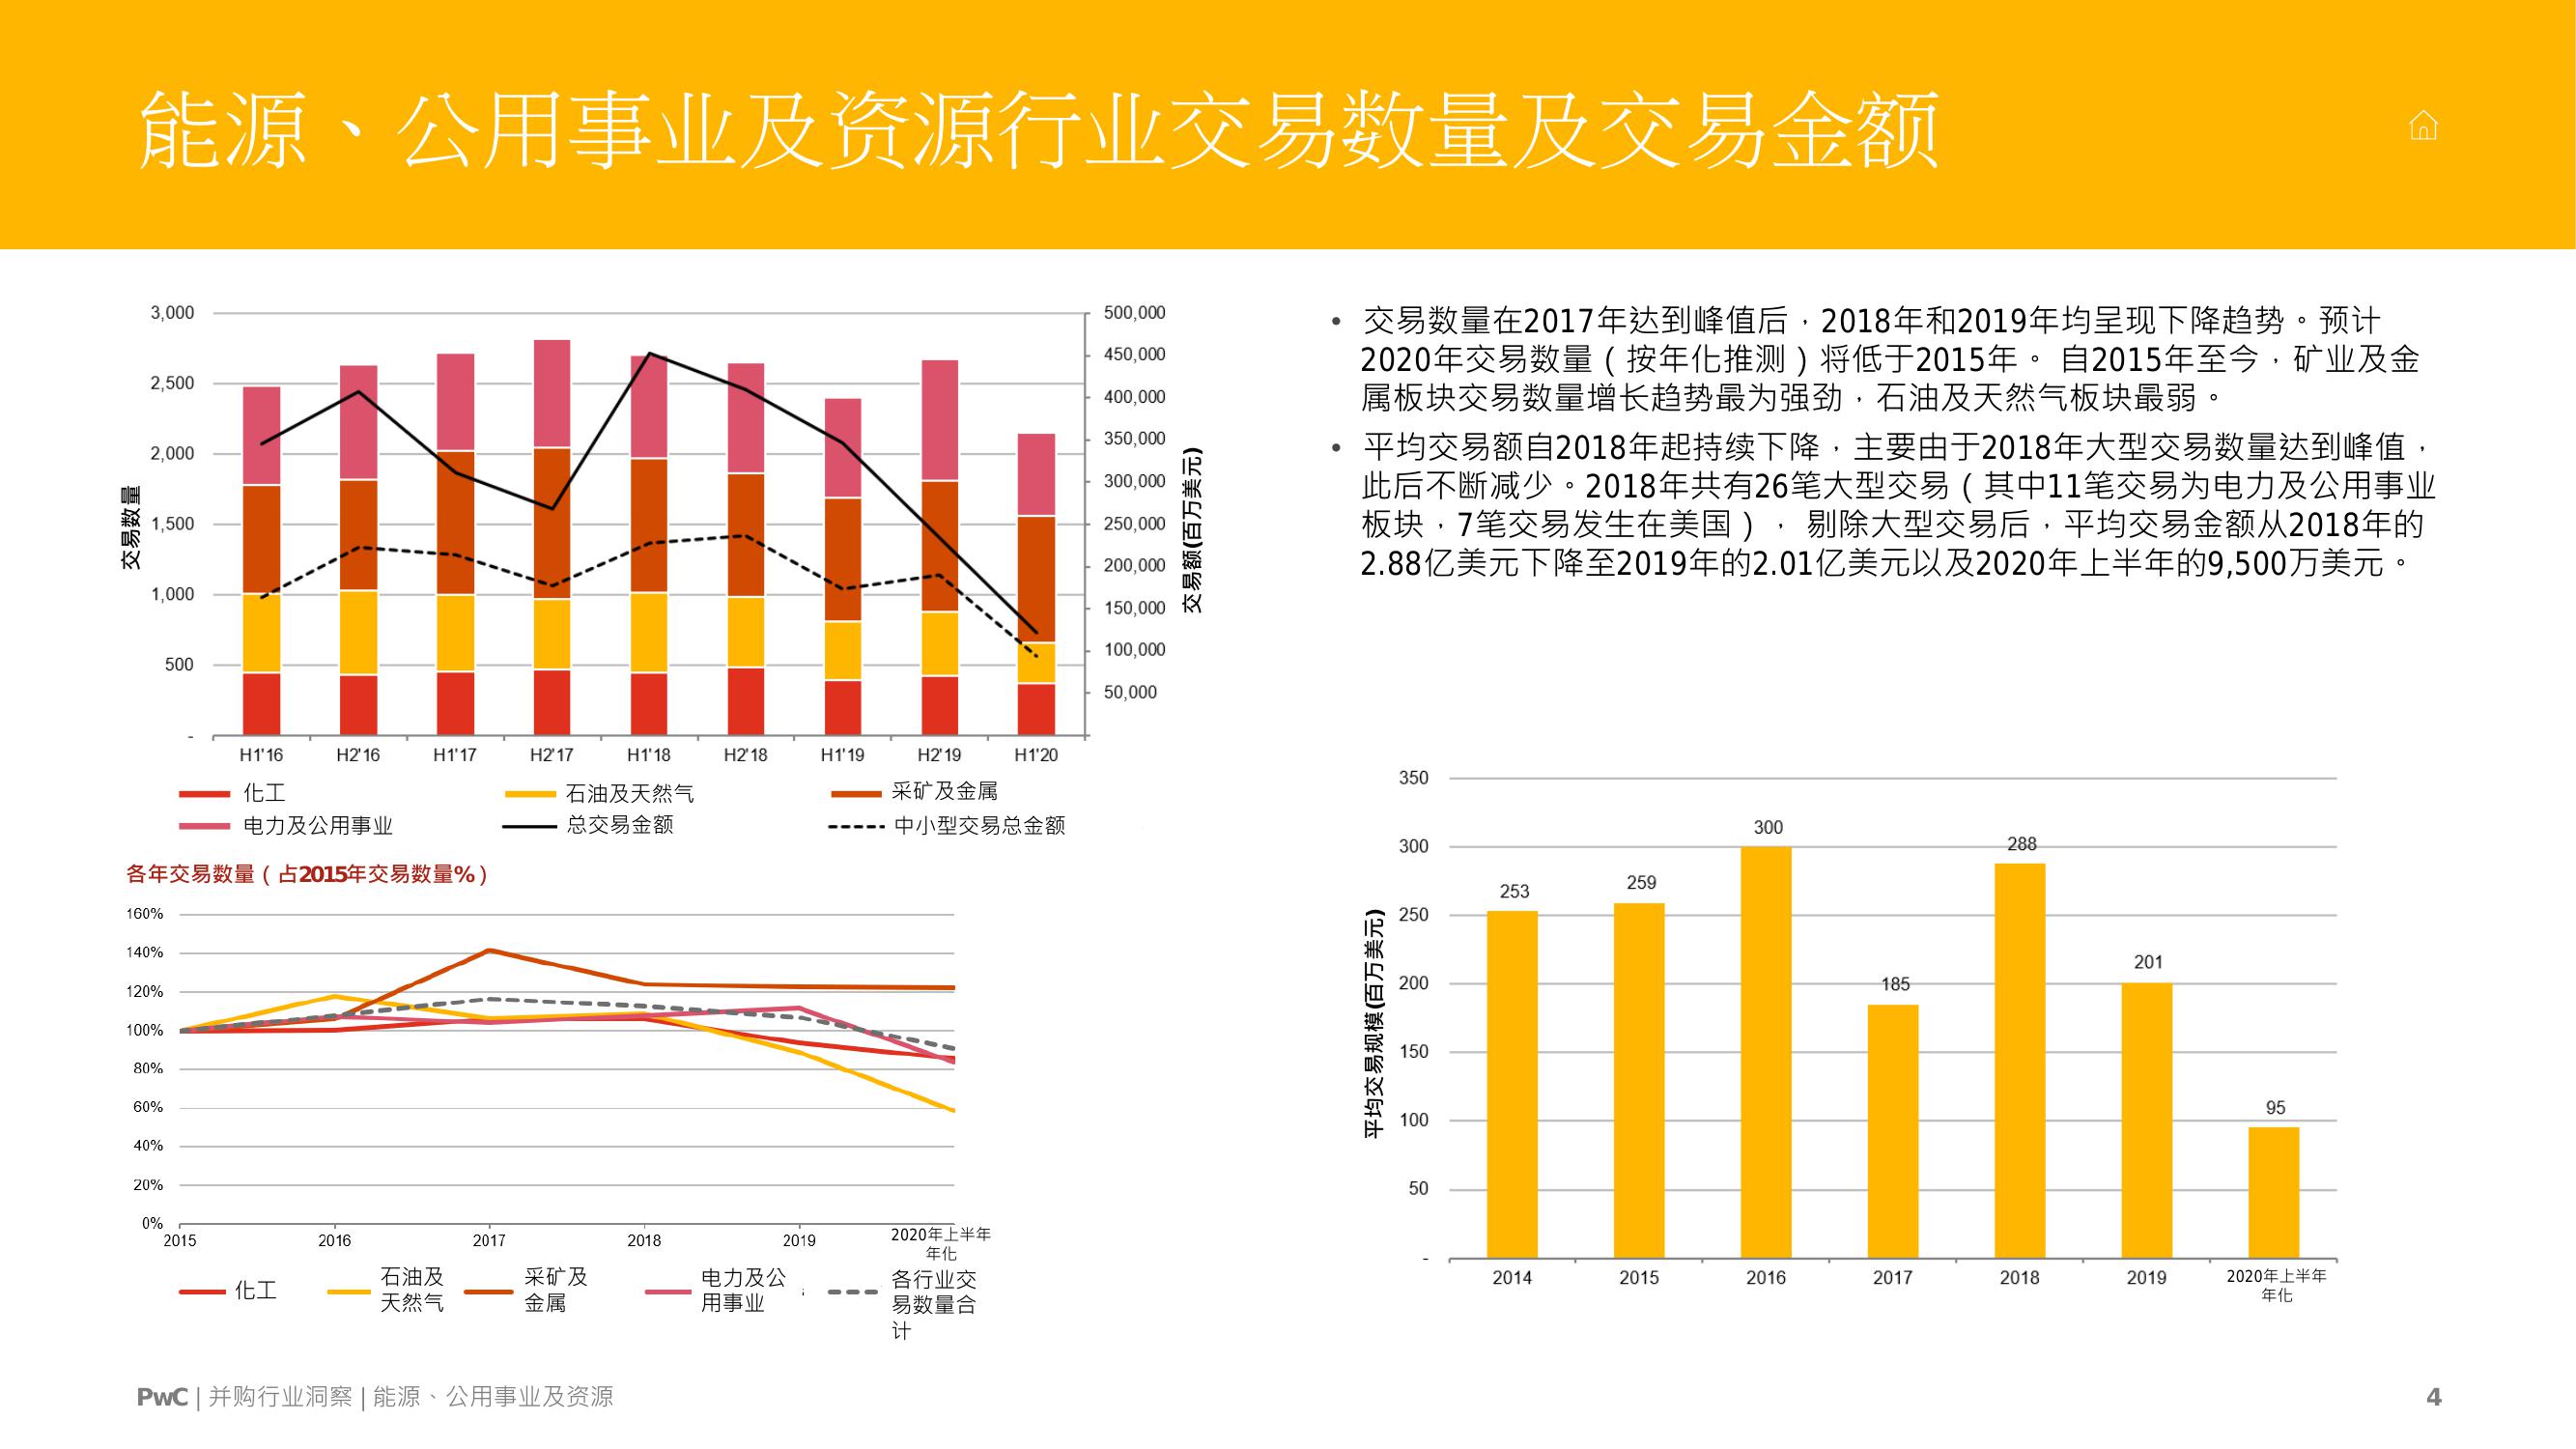 能源、公用事业及资源行业交易数量及交易金额
3,000
2,500
2,000
1,500
1,000
500
-
交易数量
500,000
450,000
400,000
350,000
300,000
250,000
200,000
150,000
100,000
50,000
交易额(百万美元)
H1'16 H2'16 H1'17 H2'17 H1'18 H2'18 H1'19 H2'19 H1'20
化工 石油及天然气 采矿及金属
电力及公用事业 总交易金额 中小型交易总金额
各年交易数量（占2015年交易数量%）
160%
140%
120%
100%
80%
60%
40%
20%
0%
2015 2016 2017 2018 2019 2020年上半年
年化
化工
石油及
天然气
采矿及
金属
电力及公
用事业
各行业交
易数量合
计
• 交易数量在2017年达到峰值后，2018年和2019年均呈现下降趋势。预计
2020年交易数量（按年化推测）将低于2015年。 自2015年至今，矿业及金
属板块交易数量增长趋势最为强劲，石油及天然气板块最弱。
• 平均交易额自2018年起持续下降，主要由于2018年大型交易数量达到峰值，
此后不断减少。2018年共有26笔大型交易（其中11笔交易为电力及公用事业
板块，7笔交易发生在美国）， 剔除大型交易后，平均交易金额从2018年的
2.88亿美元下降至2019年的2.01亿美元以及2020年上半年的9,500万美元。
350
300
250
200
150
100
50
-
平均交易规模(百万美元)
253
259
300
185
288
201
95
2014 2015 2016 2017 2018 2019 2020年上半年
年化
PwC | 并购行业洞察 | 能源、公用事业及资源
4